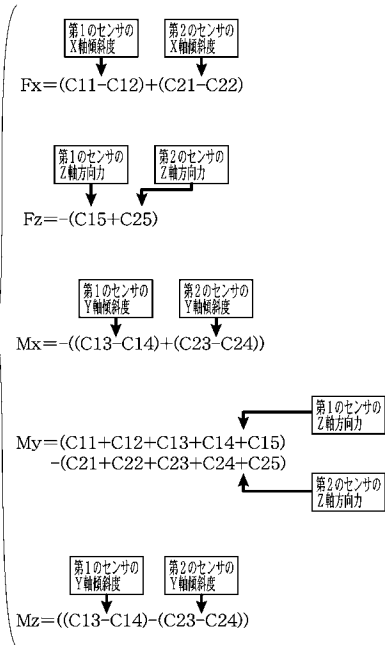 第1のセンサの
X軸傾斜度
第2のセンサの
X軸傾斜度
Fx=(C11-C12)+(C21-C22)
第1のセンサの
Z軸方向力
第2のセンサの
Z軸方向力
Fz=-(C15+C25)
第1のセンサの
Y軸傾斜度
第2のセンサの
Y軸傾斜度
Mx=-((C13-C14)+(C23-C24))
第1のセンサの
Z軸方向力
My=(C11+C12+C13+C14+C15)
-(C21+C22+C23+C24+C25)
第2のセンサの
Z軸方向力
第1のセンサの
Y軸傾斜度
第2のセンサの
Y軸傾斜度
Mz=((C13-C14)-(C23-C24))